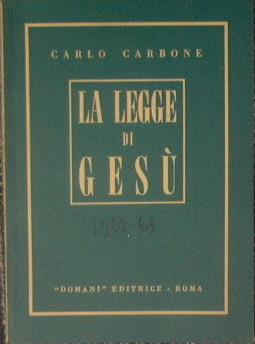 CARLO CARBONE
LA LEGGE
DI
GESÙ
1962-63
"DOMANI" EDITRICE - ROMA